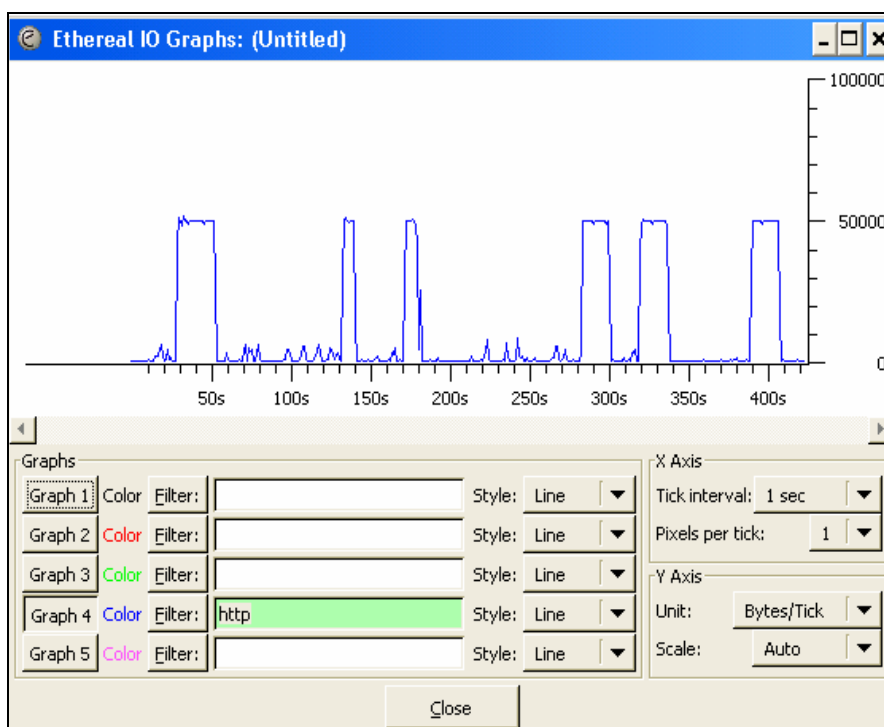 Ethereal IO Graphs: (Untitled)
100000
50000
0
50s 100s 150s 200s 250s 300s 350s 400s
Graphs
Graph 1 Color Filter: Style: Line
Graph 2 Color Filter: Style: Line
Graph 3 Color Filter: Style: Line
Graph 4 Color Filter: http Style: Line
Graph 5 Color Filter: Style: Line
X Axis
Tick interval: 1 sec
Pixels per tick: 1
Y Axis
Unit: Bytes/Tick
Scale: Auto
Close